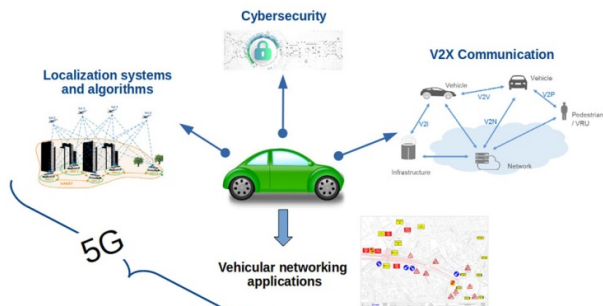 Cybersecurity
Localization systems
and algorithms
V2X Communication
Vehicle
Vehicle
V2V
V2P
V2I
V2N
Pedestrian
/ VRU
Infrastructure
Network
5G
Vehicular networking
applications